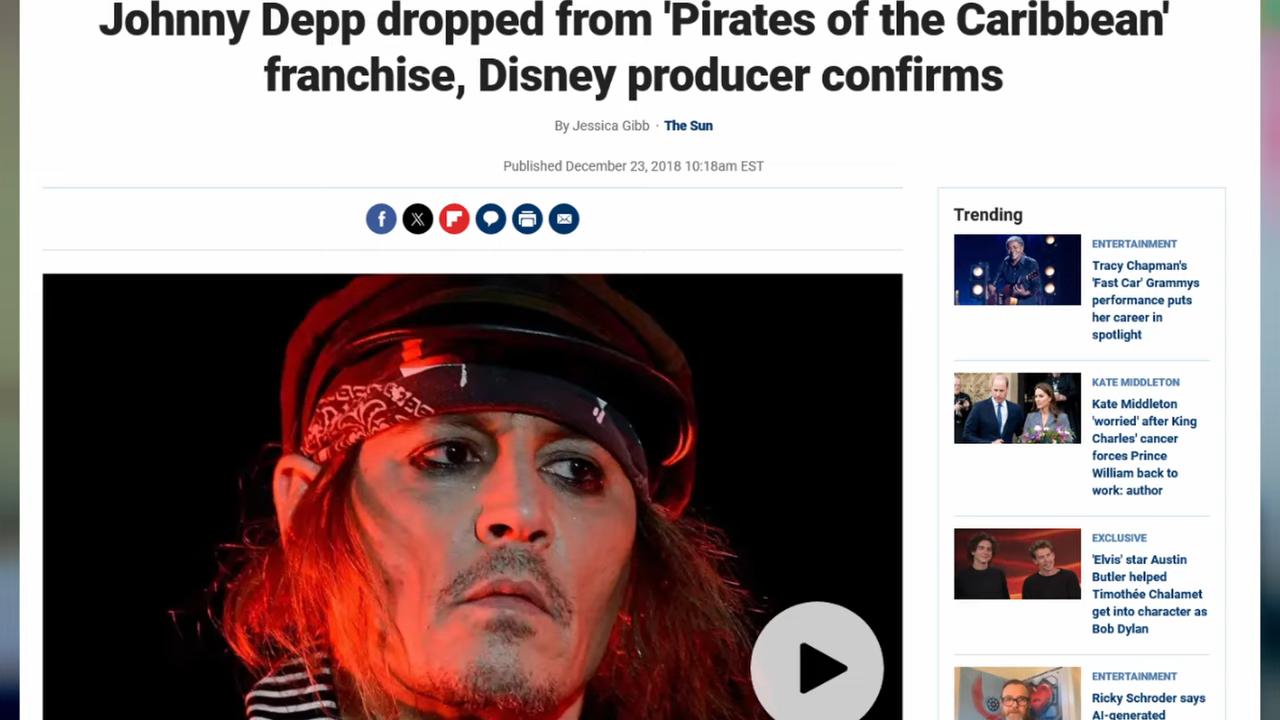 Johnny Depp dropped from 'Pirates of the Caribbean'
franchise, Disney producer confirms
By Jessica Gibb · The Sun
Published December 23, 2018 10:18am EST
Trending
ENTERTAINMENT
Tracy Chapman's
'Fast Car' Grammys
performance puts
her career in
spotlight
KATE MIDDLETON
Kate Middleton
'worried' after King
Charles' cancer
forces Prince
William back to
work: author
EXCLUSIVE
'Elvis' star Austin
Butler helped
Timothée Chalamet
get into character as
Bob Dylan
ENTERTAINMENT
Ricky Schroder says
AI-generated